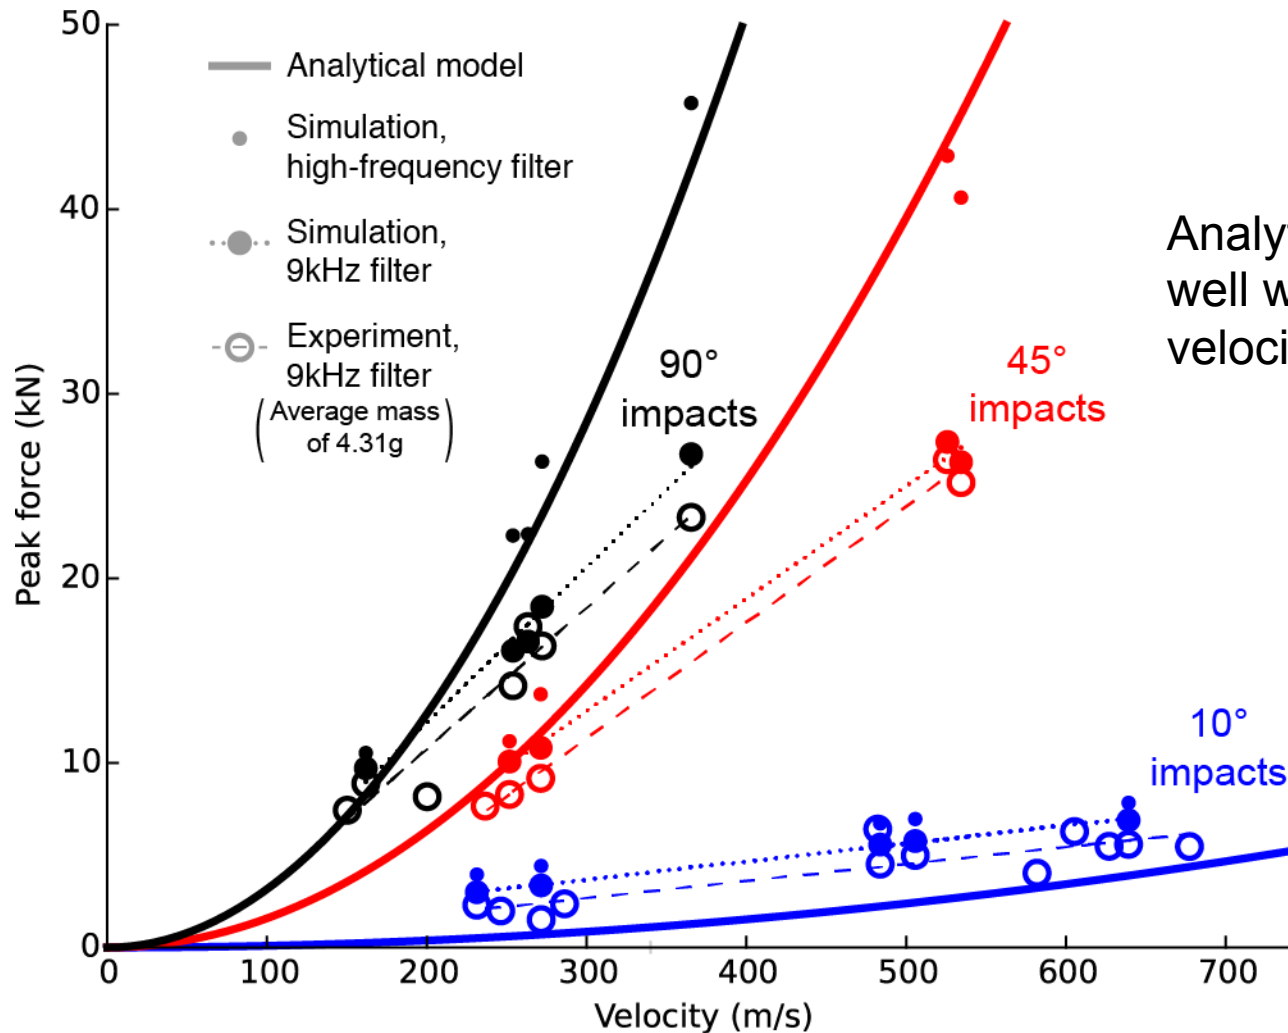 50
40
30
20
10
0
Peak force (kN)
Analytical model
Simulation,
high-frequency filter
Simulation,
9kHz filter
Experiment,
9kHz filter
(Average mass
of 4.31g)
90°
impacts
45°
impacts
10°
impacts
well
0 100 200 300 400 500 600 700
Velocity (m/s)